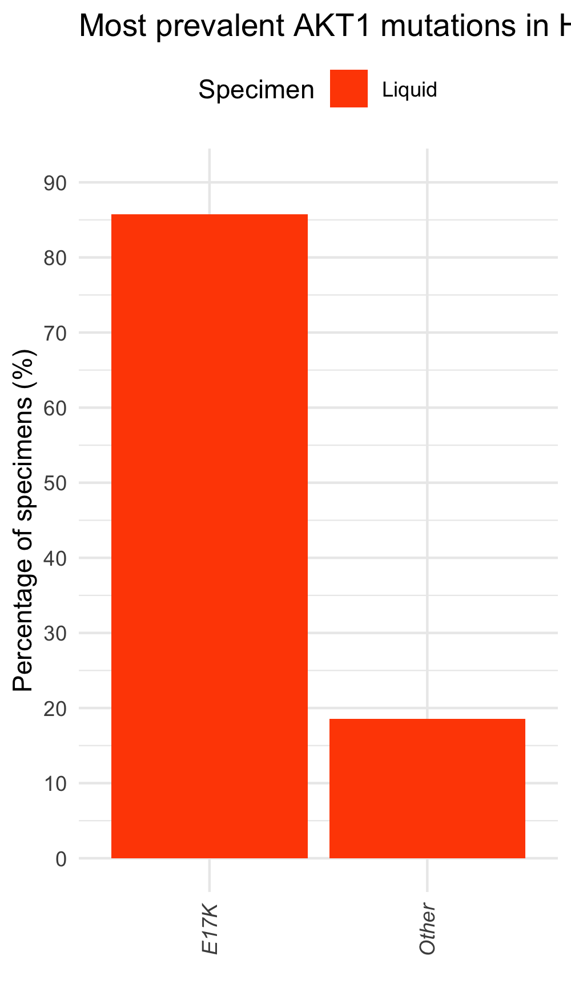 Most prevalent AKT1 mutations in H
Specimen Liquid
Percentage of specimens (%)
90
80
70
60
50
40
30
20
10
0
E17K
Other